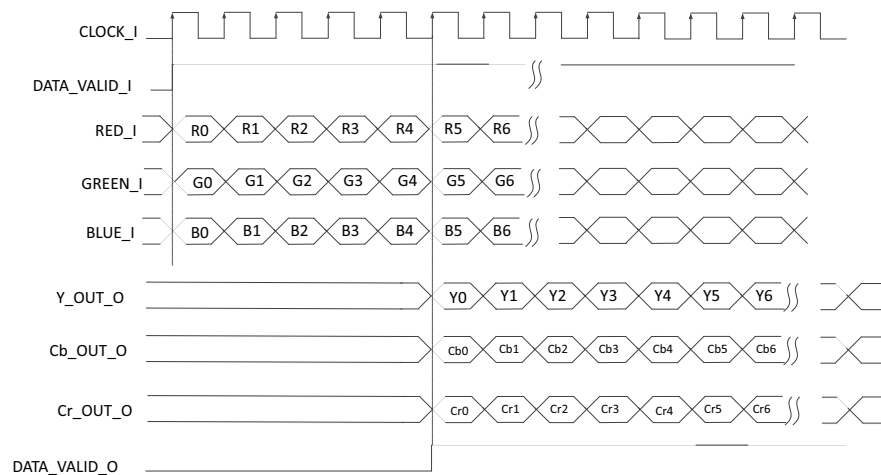 CLOCK_I
DATA_VALID_I
RED_I R0 R1 R2 R3 R4 R5 R6
GREEN_I G0 G1 G2 G3 G4 G5 G6
BLUE_I B0 B1 B2 B3 B4 B5 B6
Y_OUT_O Y0 Y1 Y2 Y3 Y4 Y5 Y6
Cb_OUT_O Cb0 Cb1 Cb2 Cb3 Cb4 Cb5 Cb6
Cr_OUT_O Cr0 Cr1 Cr2 Cr3 Cr4 Cr5 Cr6
DATA_VALID_O